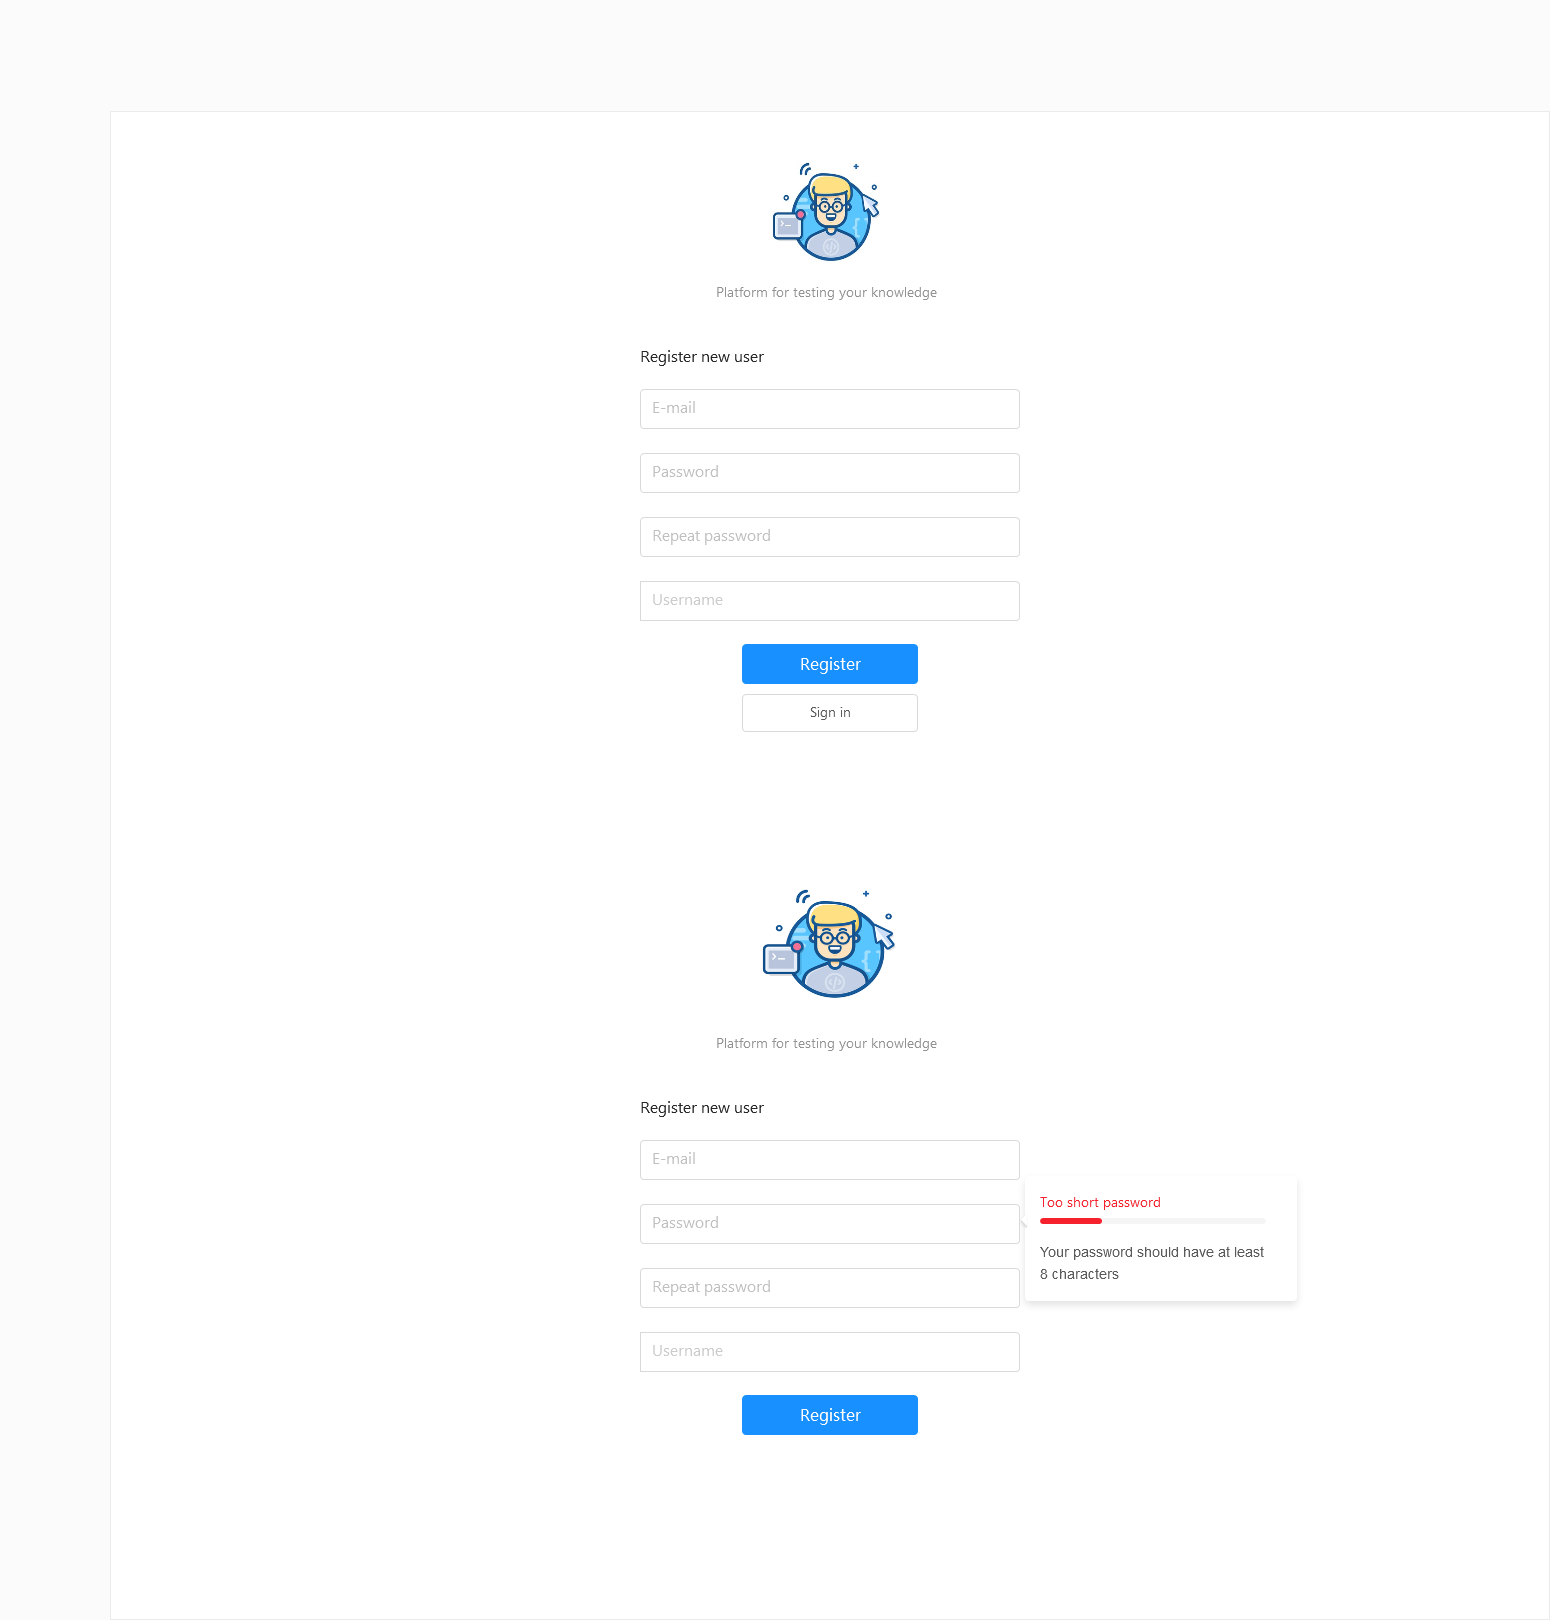 Platform for testing your knowledge
Register new user
E-mail
Password
Repeat password
Username
Register
Sign in
Platform for testing your knowledge
Register new user
E-mail
Password
Too short password
Your password should have at least
8 characters
Repeat password
Username
Register